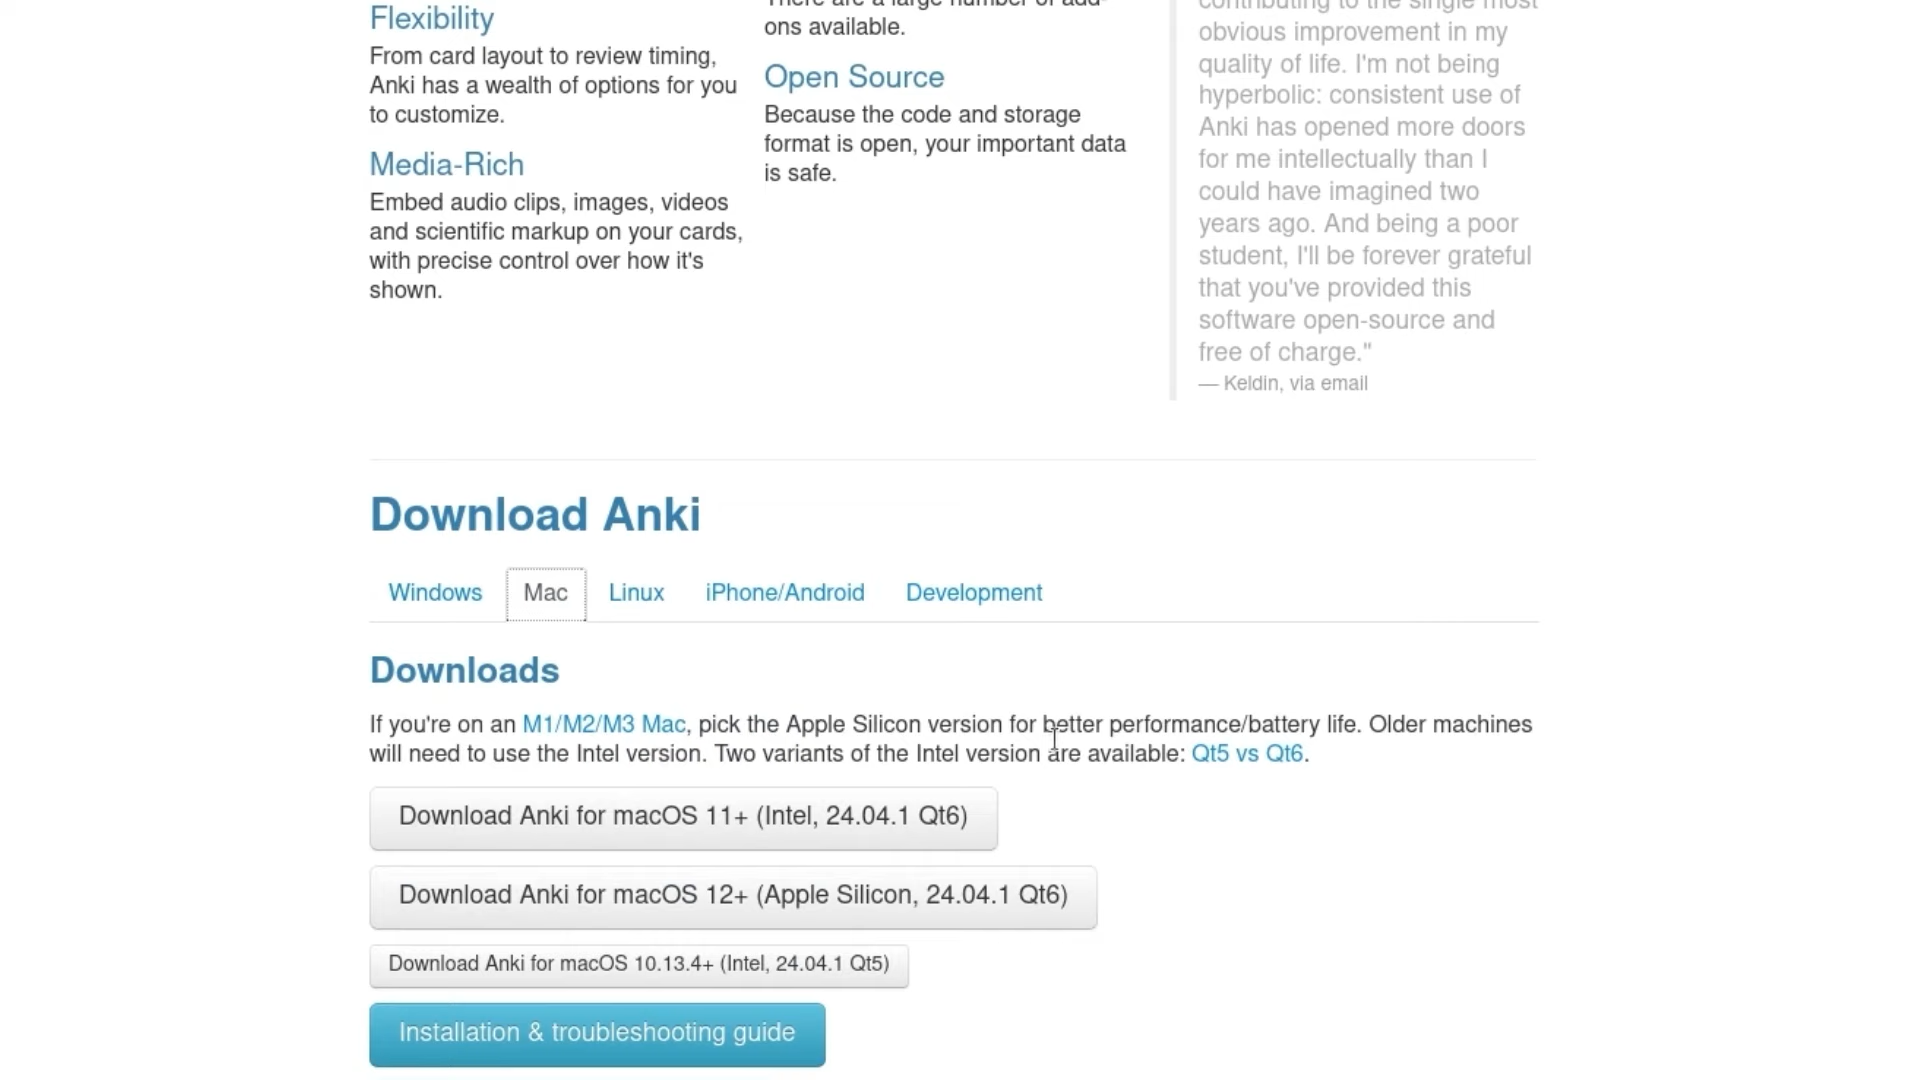 Flexibility
From card layout to review timing,
Anki has a wealth of options for you
to customize.
Media-Rich
Embed audio clips, images, videos
and scientific markup on your cards,
with precise control over how it's
shown.
There are a large number of add-
ons available.
Open Source
Because the code and storage
format is open, your important data
is safe.
contributing to the single most
obvious improvement in my
quality of life. I'm not being
hyperbolic: consistent use of
Anki has opened more doors
for me intellectually than I
could have imagined two
years ago. And being a poor
student, I'll be forever grateful
that you've provided this
software open-source and
free of charge."
— Keldin, via email
Download Anki
Windows Mac Linux iPhone/Android Development
Downloads
If you're on an M1/M2/M3 Mac, pick the Apple Silicon version for better performance/battery life. Older machines
will need to use the Intel version. Two variants of the Intel version are available: Qt5 vs Qt6.
Download Anki for macOS 11+ (Intel, 24.04.1 Qt6)
Download Anki for macOS 12+ (Apple Silicon, 24.04.1 Qt6)
Download Anki for macOS 10.13.4+ (Intel, 24.04.1 Qt5)
Installation & troubleshooting guide